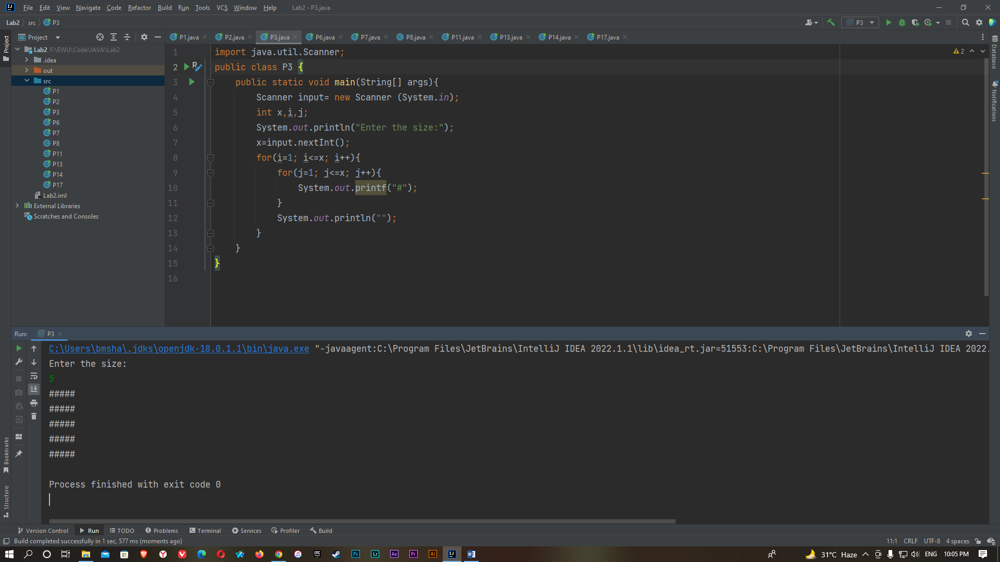 File Edit View Navigate Code Refactor Build Run Tools VCS Window Help Lab2 - P3.java
Lab2 src P3 P3
Project P1.java P2.java P3.java P6.java P7.java P8.java P11.java P13.java P14.java P17.java
Project
Lab2 F:\EWU\Code\JAVA\Lab2
.idea
out
src
P1
P2
P3
P6
P7
P8
P11
P13
P14
P17
Lab2.iml
External Libraries
Scratches and Consoles
1 import java.util.Scanner;
2 public class P3 {
3 public static void main(String[] args){
4 Scanner input= new Scanner (System.in);
5 int x,i,j;
6 System.out.println("Enter the size:");
7 x=input.nextInt();
8 for(i=1; i<=x; i++){
9 for(j=1; j<=x; j++){
10 System.out.printf("#");
11 }
12 System.out.println("");
13 }
14 }
15 }
16
2
Database
Notifications
Run: P3
C:\Users\bmsha\.jdks\openjdk-18.0.1.1\bin\java.exe "-javaagent:C:\Program Files\JetBrains\IntelliJ IDEA 2022.1.1\lib\idea_rt.jar=51553:C:\Program Files\JetBrains\IntelliJ IDEA 2022.
Enter the size:
5
#####
#####
#####
#####
#####
Process finished with exit code 0
Bookmarks
Structure
Version Control Run TODO Problems Terminal Services Profiler Build
Build completed successfully in 1 sec, 577 ms (moments ago) 11:1 CRLF UTF-8 4 spaces
Ps Lr Ae Pr Ai IJ 31°C Haze ENG 10:05 PM